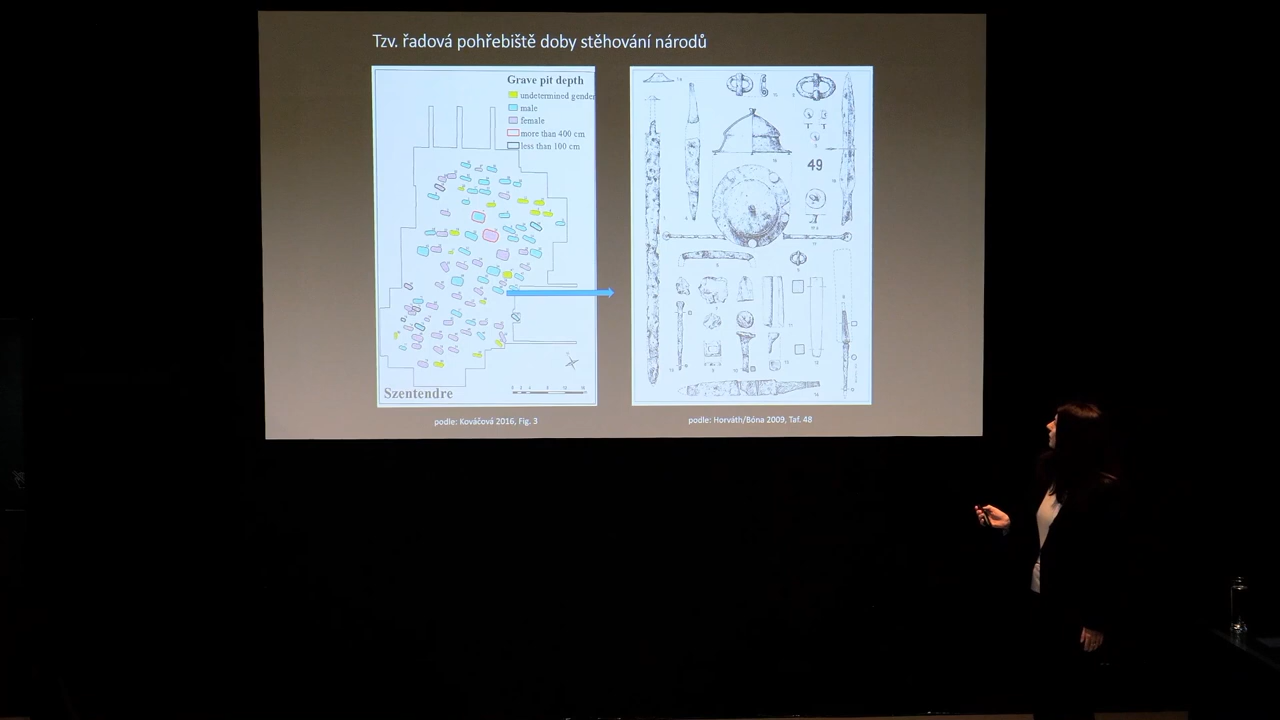 Tzv. řadová pohřebiště doby stěhování národů
Grave pit depth
undetermined gender
male
female
more than 400 cm
less than 100 cm
Szentendre
49
podle: Kováčová 2016, Fig. 3
podle: Horváth/Bóna 2009, Taf. 48